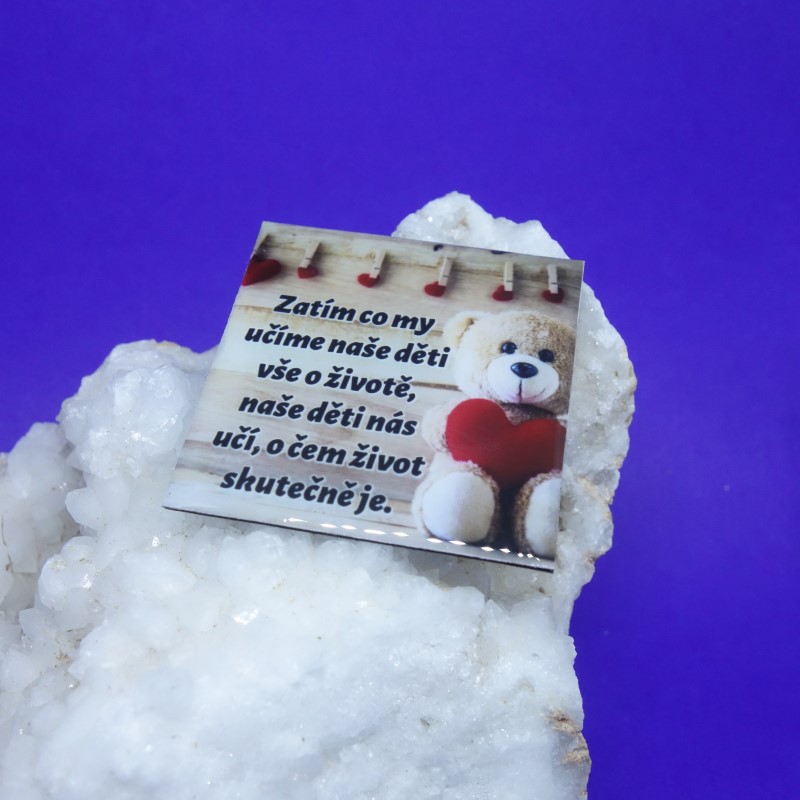 Zatím co my
učíme naše děti
vše o životě,
naše děti nás
učí, o čem život
skutečně je.